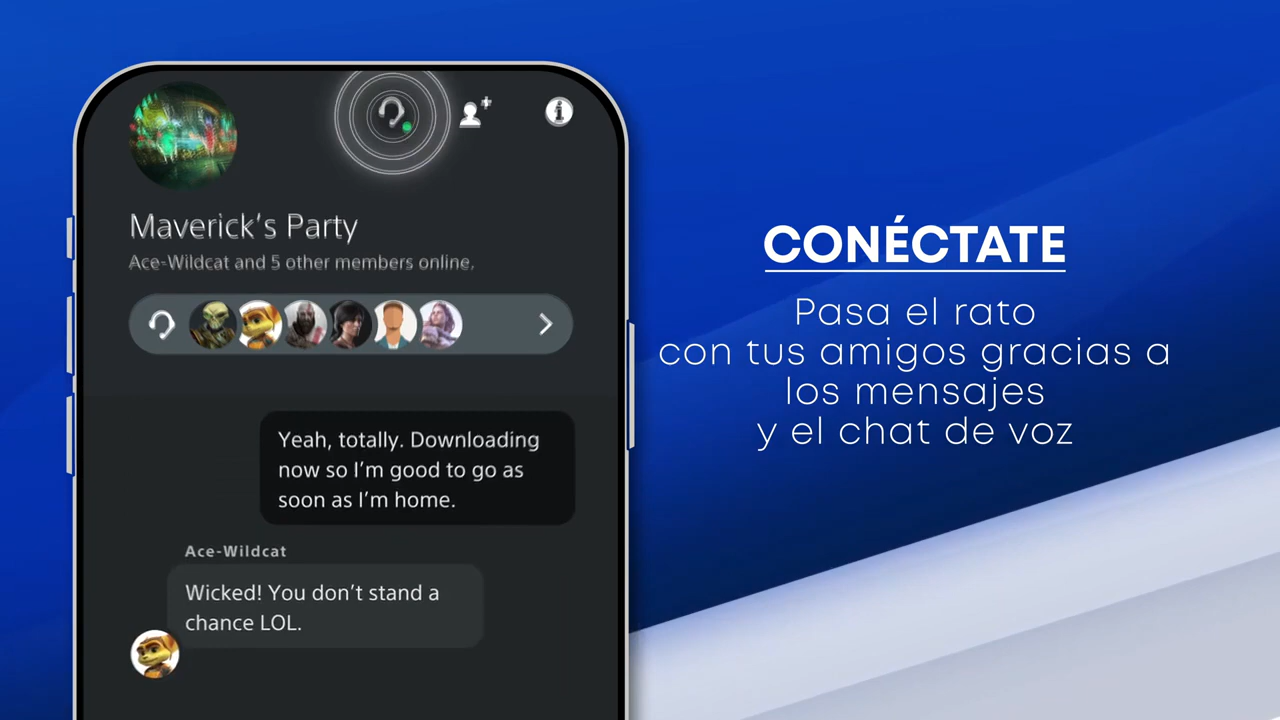 Maverick's Party
Ace-Wildcat and 5 other members online.
Yeah, totally. Downloading
now so I'm good to go as
soon as I'm home.
Ace-Wildcat
Wicked! You don't stand a
chance LOL.
CONÉCTATE
Pasa el rato
con tus amigos gracias a
los mensajes
y el chat de voz